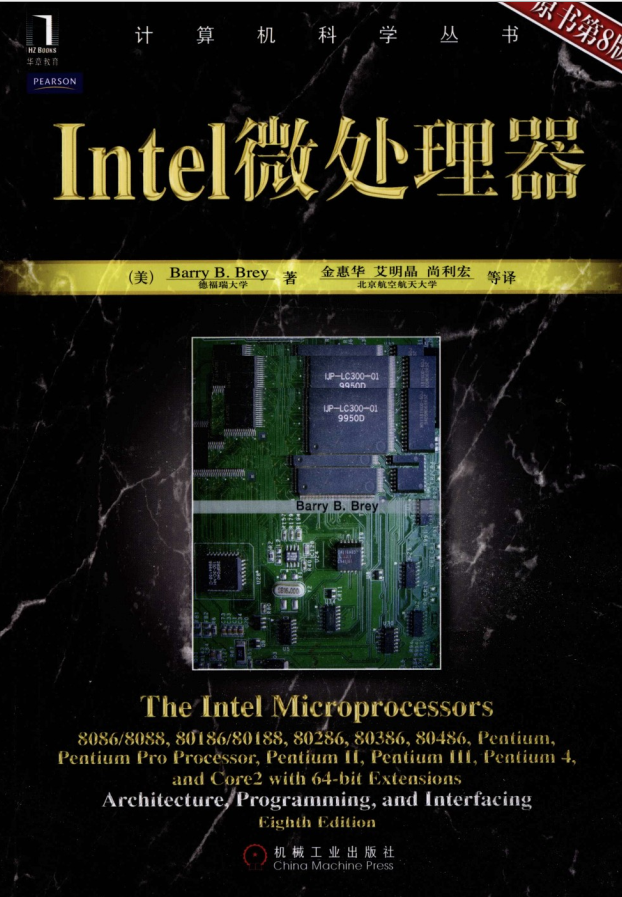 原书第8版
计算机科学丛书
HZ BOOKS
华章教育
PEARSON
Intel微处理器
(美) Barry B. Brey 著 金惠华 艾明晶 尚利宏 等译
德福瑞大学 北京航空航天大学
UP-LC300-01
9950D
UP-LC300-01
9950D
Barry B. Brey
The Intel Microprocessors
8086/8088, 80186/80188, 80286, 80386, 80486, Pentium,
Pentium Pro Processor, Pentium II, Pentium III, Pentium 4,
and Core2 with 64-bit Extensions
Architecture, Programming, and Interfacing
Eighth Edition
机械工业出版社
China Machine Press